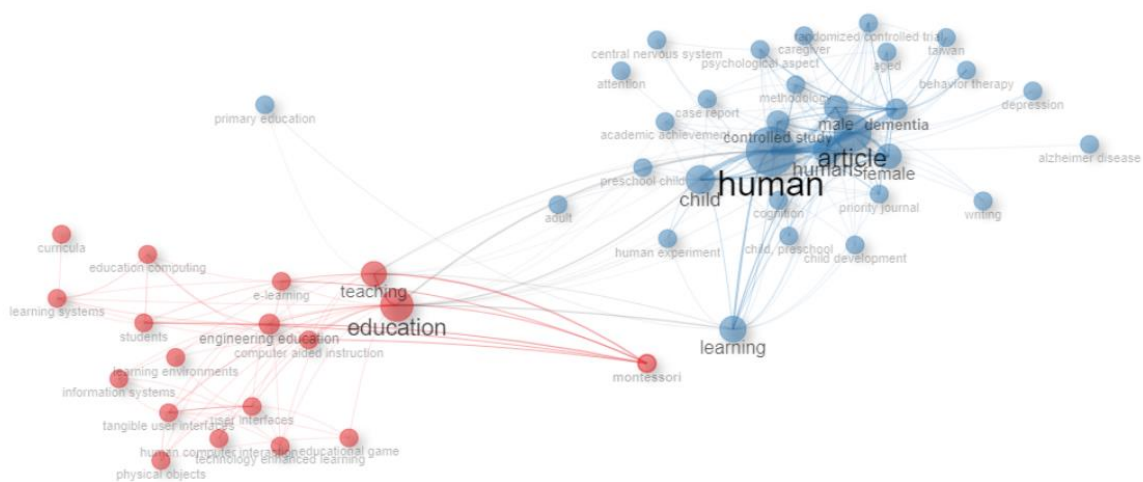 randomized controlled trial
central nervous system
caregiver
taiwan
psychological aspect
aged
attention
behavior therapy
methodology
depression
case report
primary education
male
dementia
academic achievement
controlled study
article
alzheimer disease
humans
female
preschool child
human
child
priority journal
writing
adult
cognition
curricula
human experiment
child, preschool
child development
education computing
e-learning
teaching
learning systems
education
students
engineering education
learning
computer aided instruction
learning environments
montessori
information systems
user interfaces
tangible user interfaces
human computer interaction
educational game
technology enhanced learning
physical objects